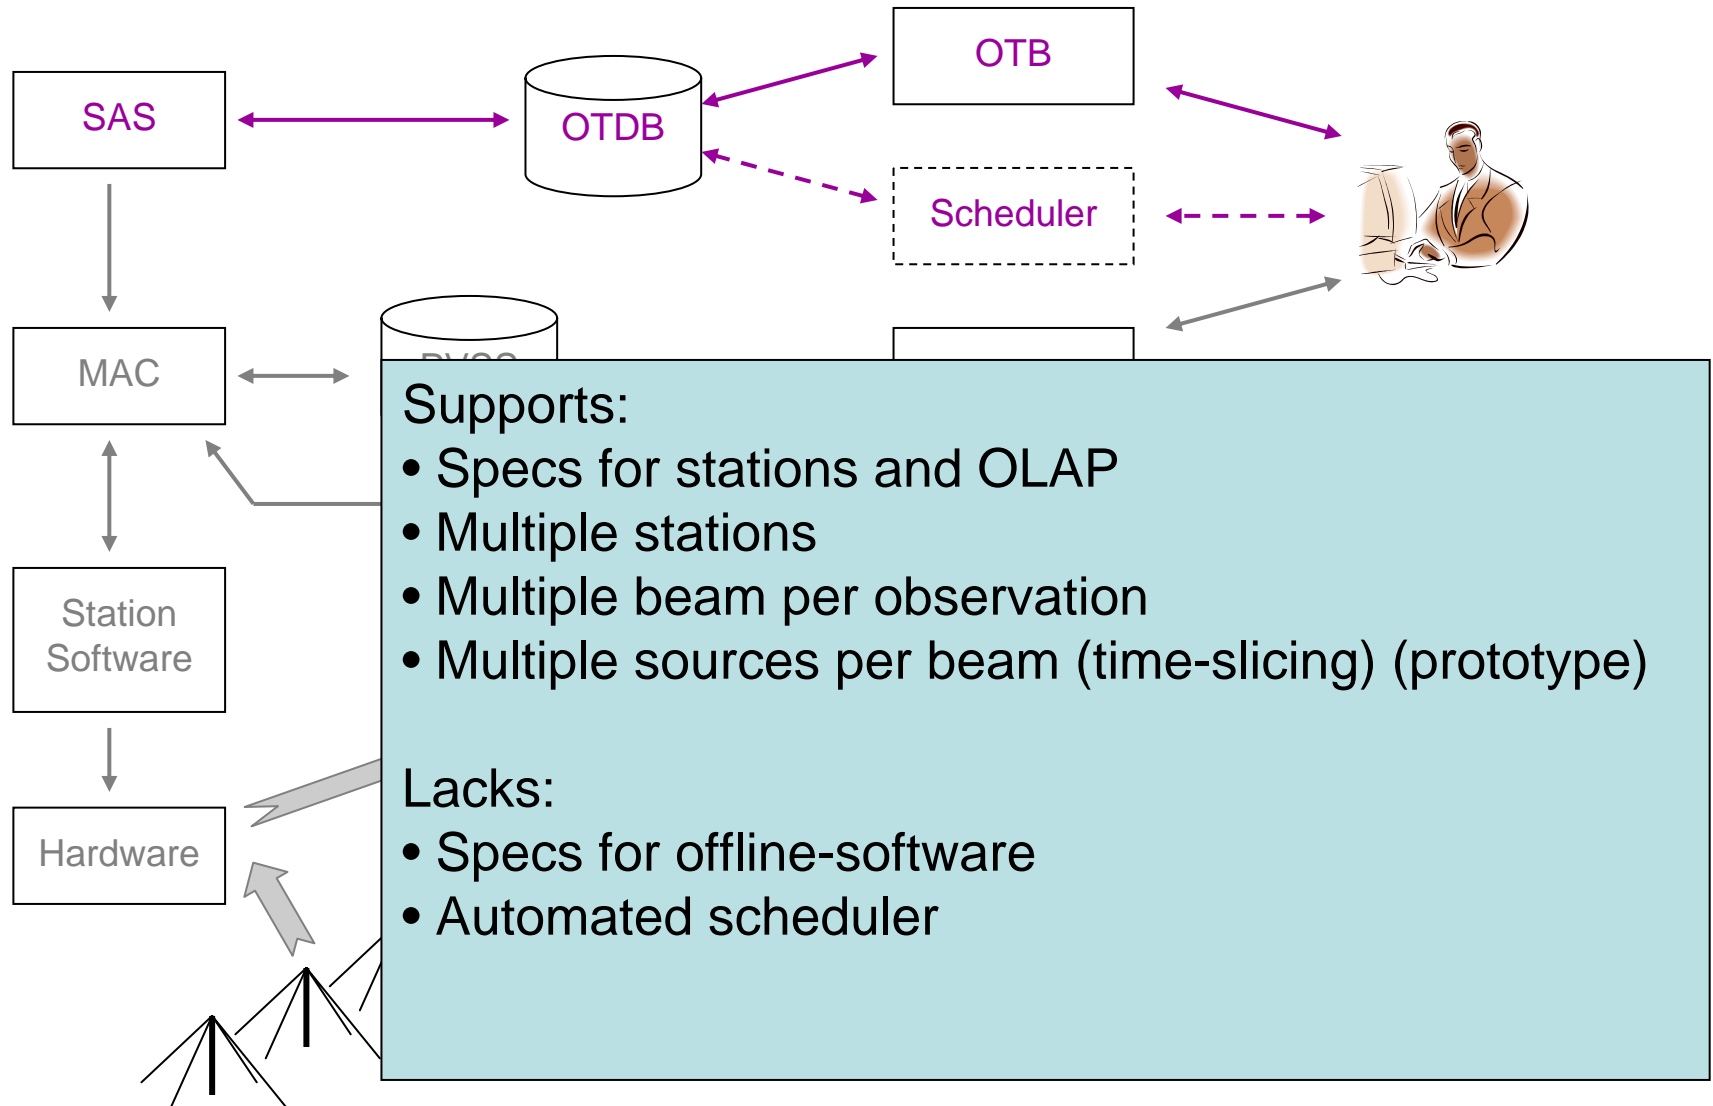 OTB
SAS
OTDB
Scheduler
MAC
Supports:
• Specs for stations and OLAP
• Multiple stations
• Multiple beam per observation
• Multiple sources per beam (time-slicing) (prototype)
Station
Software
Lacks:
• Specs for offline-software
• Automated scheduler
Hardware